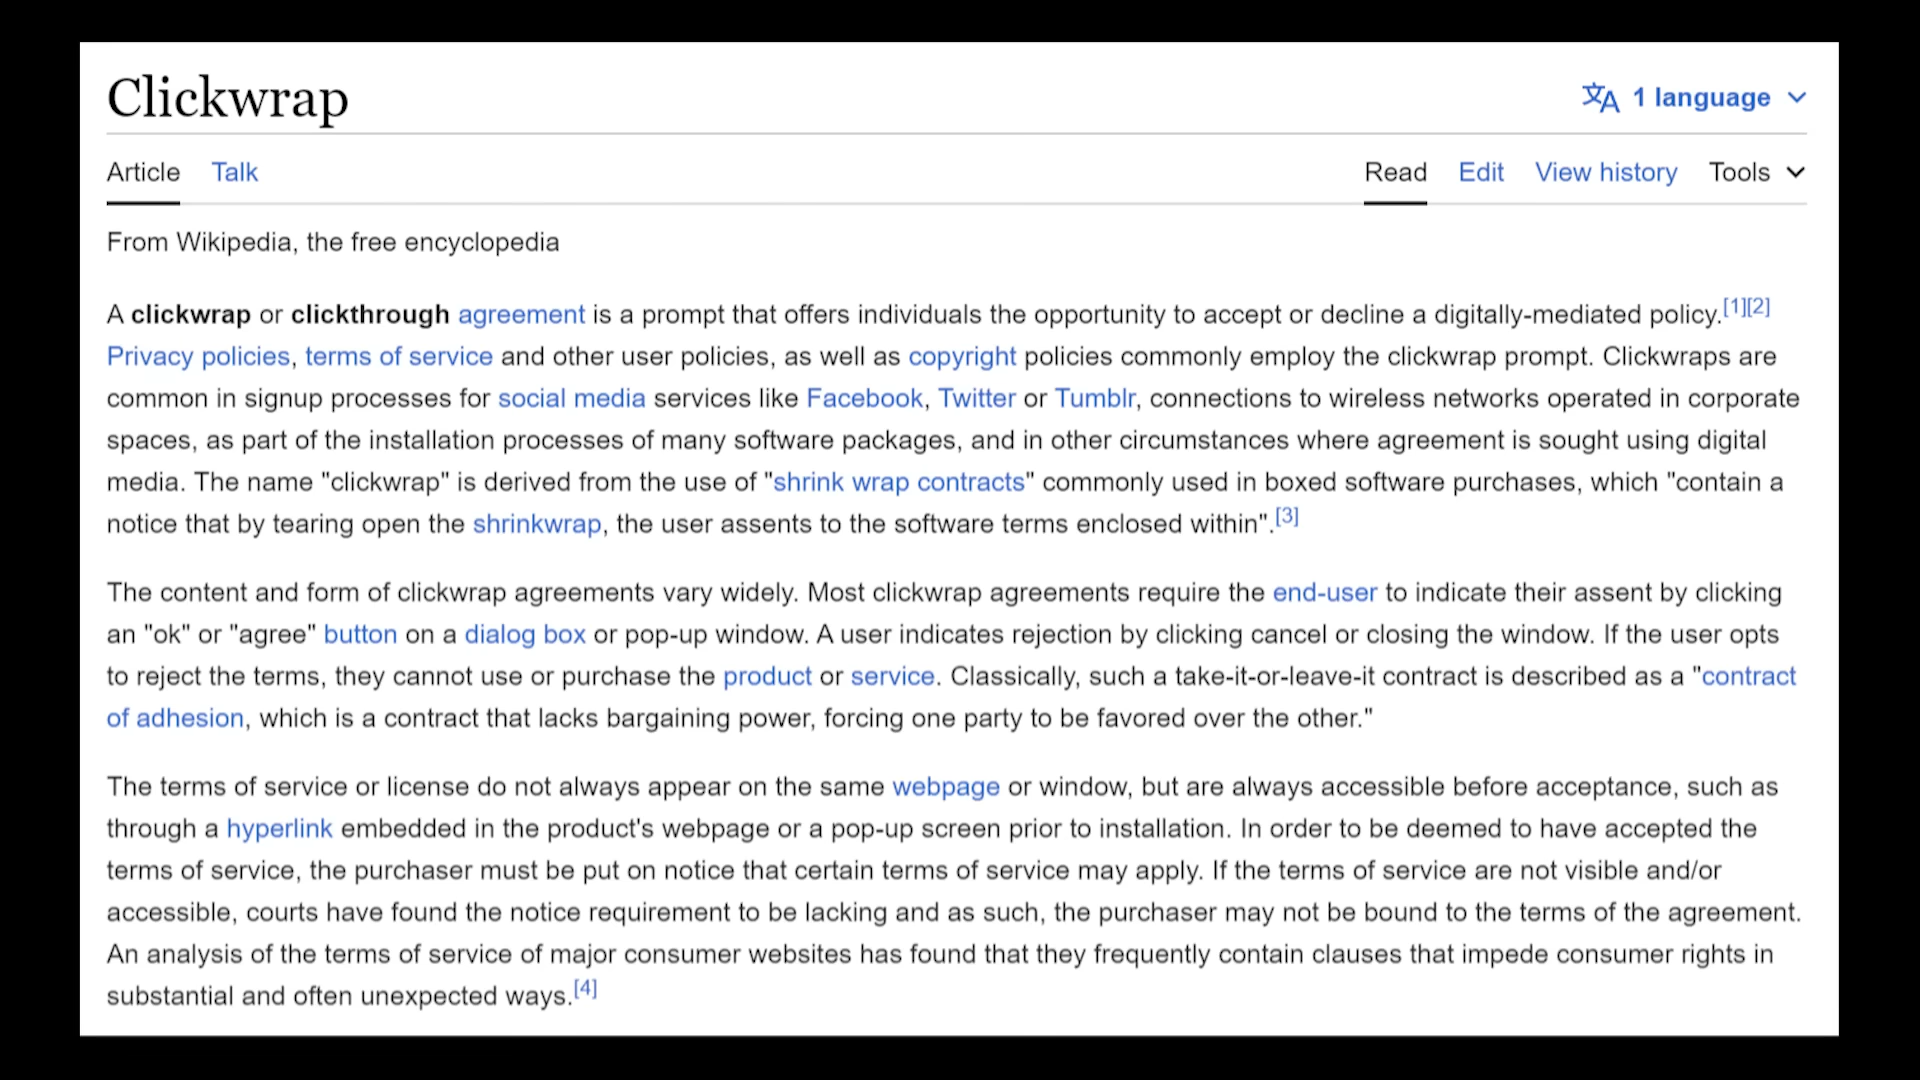 Clickwrap
文A 1 language
Article Talk Read Edit View history Tools
From Wikipedia, the free encyclopedia
A clickwrap or clickthrough agreement is a prompt that offers individuals the opportunity to accept or decline a digitally-mediated policy.[1][2]
Privacy policies, terms of service and other user policies, as well as copyright policies commonly employ the clickwrap prompt. Clickwraps are
common in signup processes for social media services like Facebook, Twitter or Tumblr, connections to wireless networks operated in corporate
spaces, as part of the installation processes of many software packages, and in other circumstances where agreement is sought using digital
media. The name "clickwrap" is derived from the use of "shrink wrap contracts" commonly used in boxed software purchases, which "contain a
notice that by tearing open the shrinkwrap, the user assents to the software terms enclosed within".[3]
The content and form of clickwrap agreements vary widely. Most clickwrap agreements require the end-user to indicate their assent by clicking
an "ok" or "agree" button on a dialog box or pop-up window. A user indicates rejection by clicking cancel or closing the window. If the user opts
to reject the terms, they cannot use or purchase the product or service. Classically, such a take-it-or-leave-it contract is described as a "contract
of adhesion, which is a contract that lacks bargaining power, forcing one party to be favored over the other."
The terms of service or license do not always appear on the same webpage or window, but are always accessible before acceptance, such as
through a hyperlink embedded in the product's webpage or a pop-up screen prior to installation. In order to be deemed to have accepted the
terms of service, the purchaser must be put on notice that certain terms of service may apply. If the terms of service are not visible and/or
accessible, courts have found the notice requirement to be lacking and as such, the purchaser may not be bound to the terms of the agreement.
An analysis of the terms of service of major consumer websites has found that they frequently contain clauses that impede consumer rights in
substantial and often unexpected ways.[4]